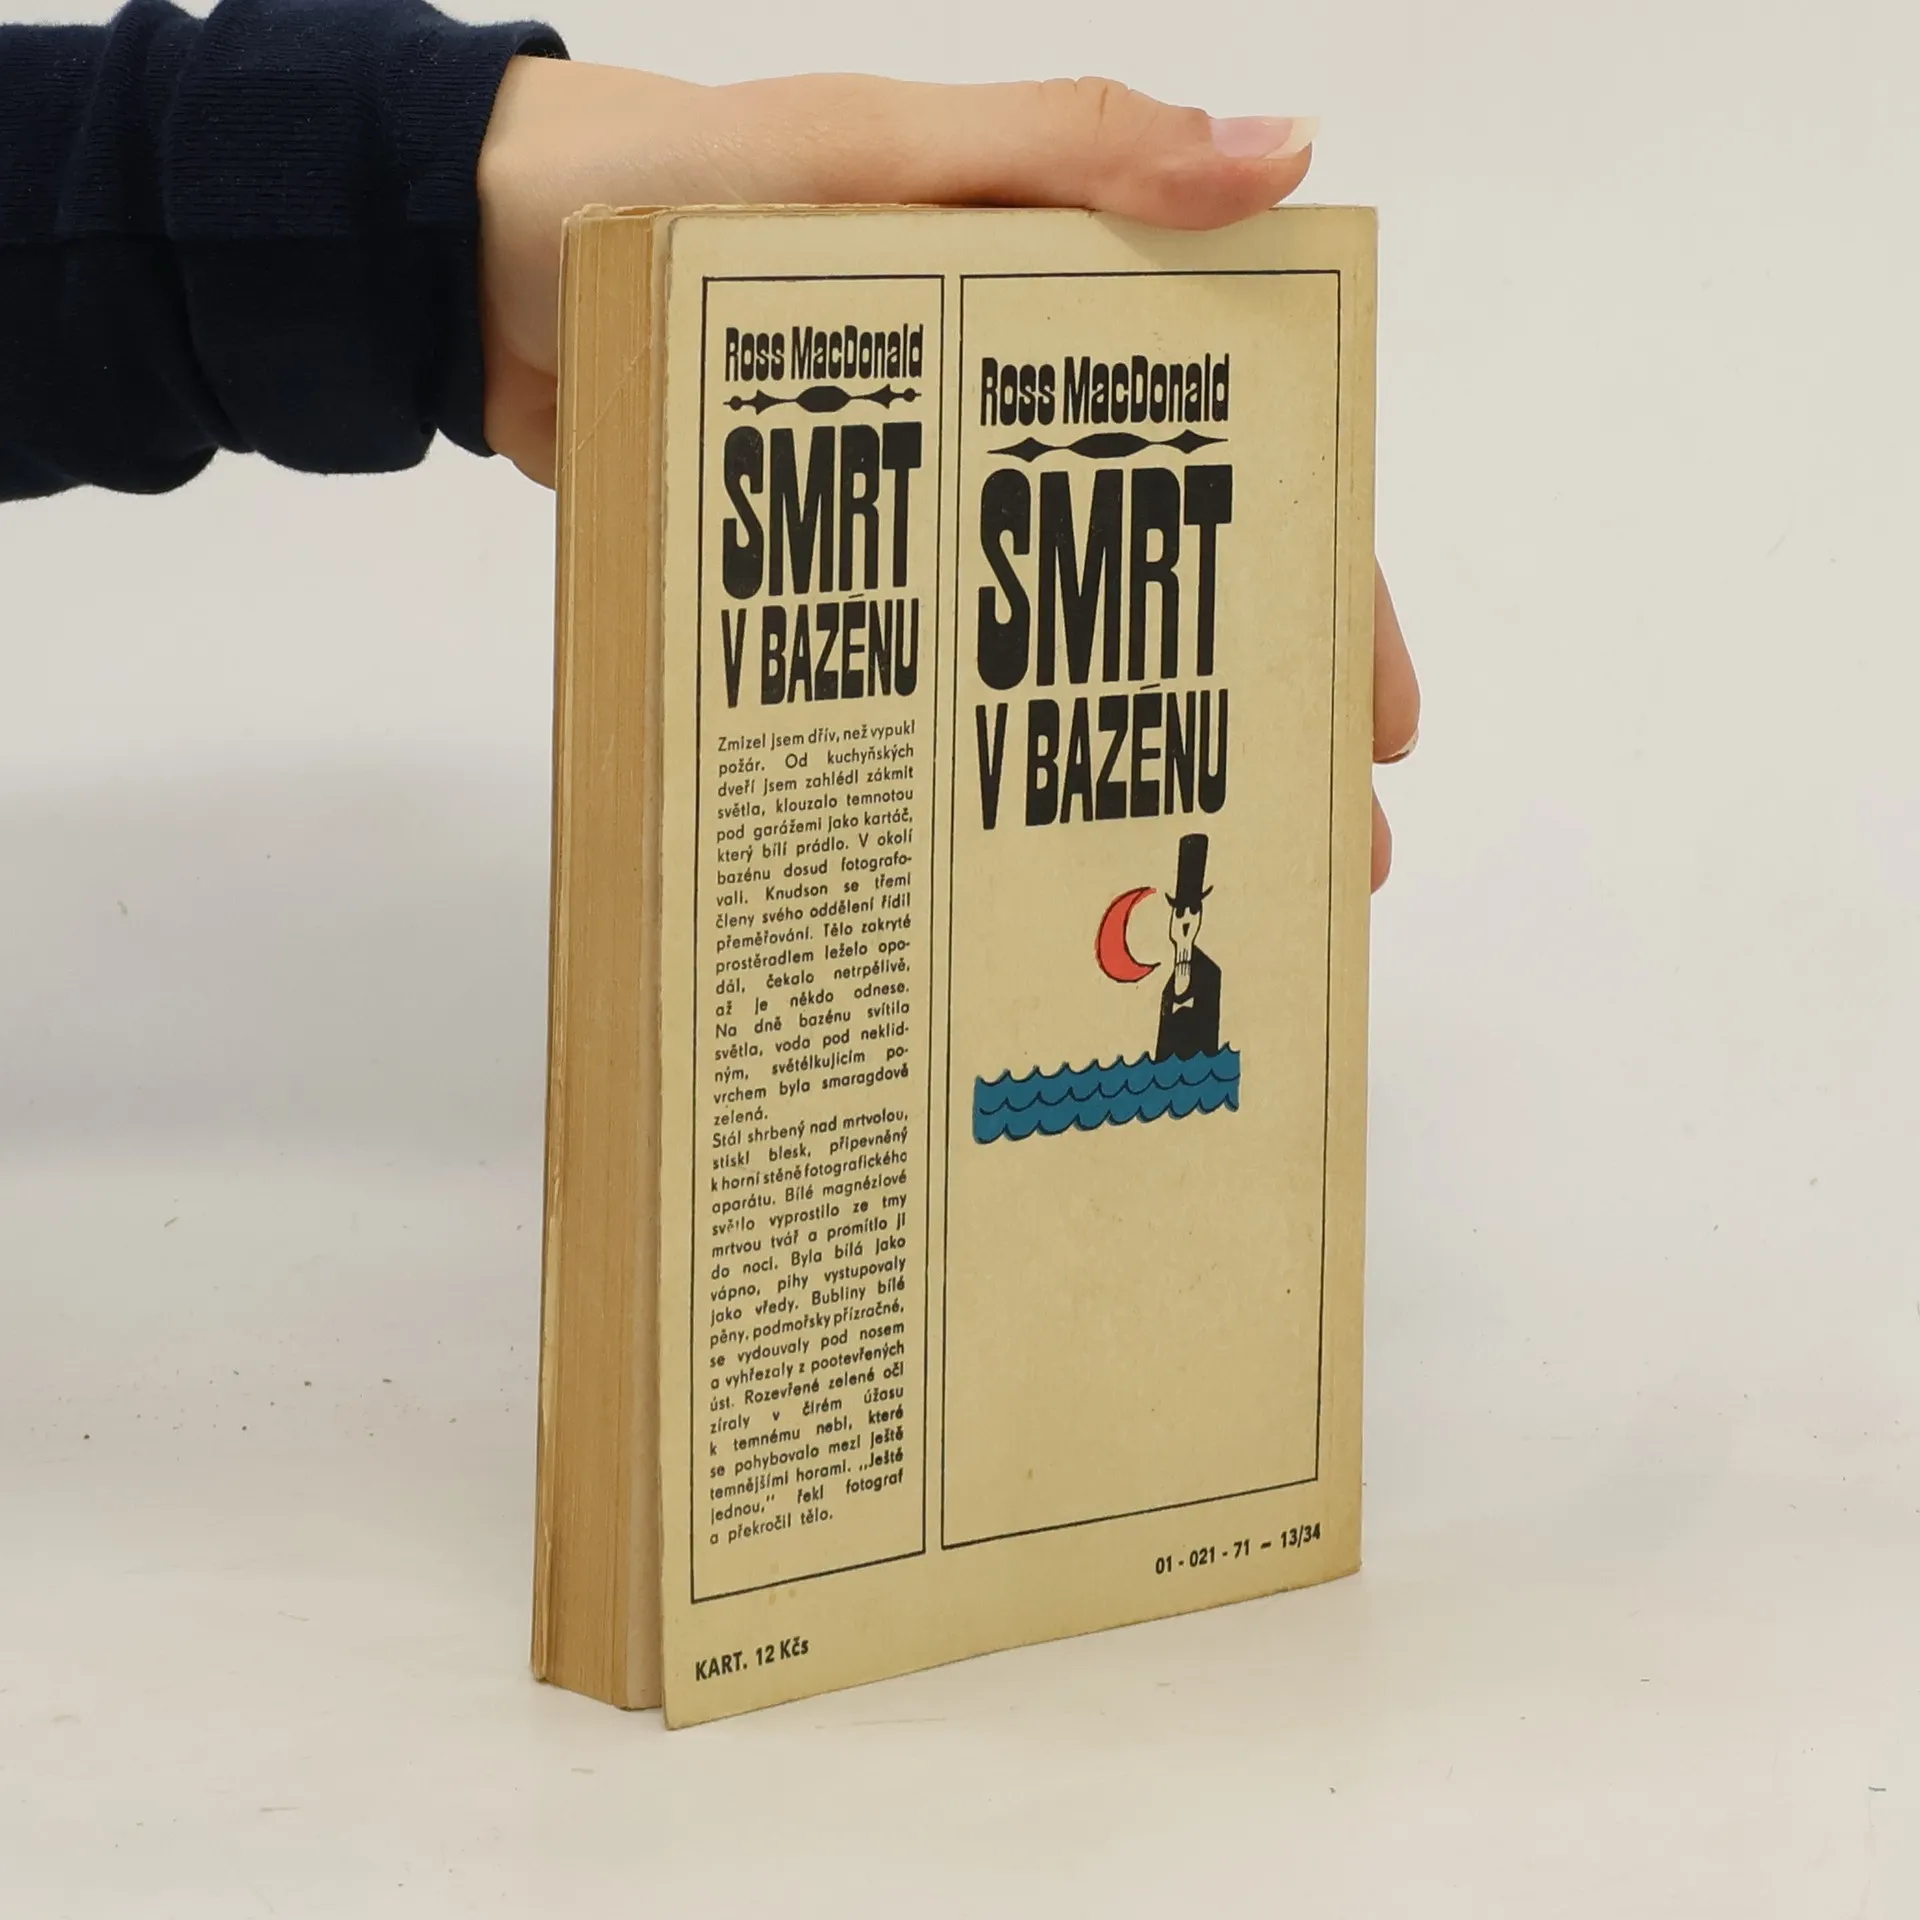 Ross MacDonald
SMRT
V BAZÉNU
Zmizel jsem dřív, než vypukl
požár. Od kuchyňských
dveří jsem zahlédl zákmit
světla, klouzalo temnotou
pod garážemi jako kartáč,
který bílí prádlo. V okolí
bazénu dosud fotografo-
vali. Knudson se třemi
členy svého oddělení řídil
přeměřování. Tělo zakryté
prostěradlem leželo opo-
dál, čekalo netrpělivě,
až je někdo odnese.
Na dně bazénu svítila
světla, voda pod neklid-
ným, světélkujícím po-
vrchem byla smaragdově
zelená.
Stál shrbený nad mrtvolou,
stiskl blesk, připevněný
k horní stěně fotografického
aparátu. Bílé magnéziové
světlo vyprostilo ze tmy
mrtvou tvář a promítlo ji
do noci. Byla bílá jako
vápno, pihy vystupovaly
jako vředy. Bubliny bílé
pěny, podmořsky přízračné,
se vydouvaly pod nosem
a vyhřezaly z pootevřených
úst. Rozevřené zelené oči
zíraly v čirém úžasu
k temnému nebi, které
se pohybovalo mezi ještě
temnějšími horami. „Ještě
jednou,“ řekl fotograf
a překročil tělo.
KART. 12 Kčs
Ross MacDonald
SMRT
V BAZÉNU
01 - 021 - 71 – 13/34